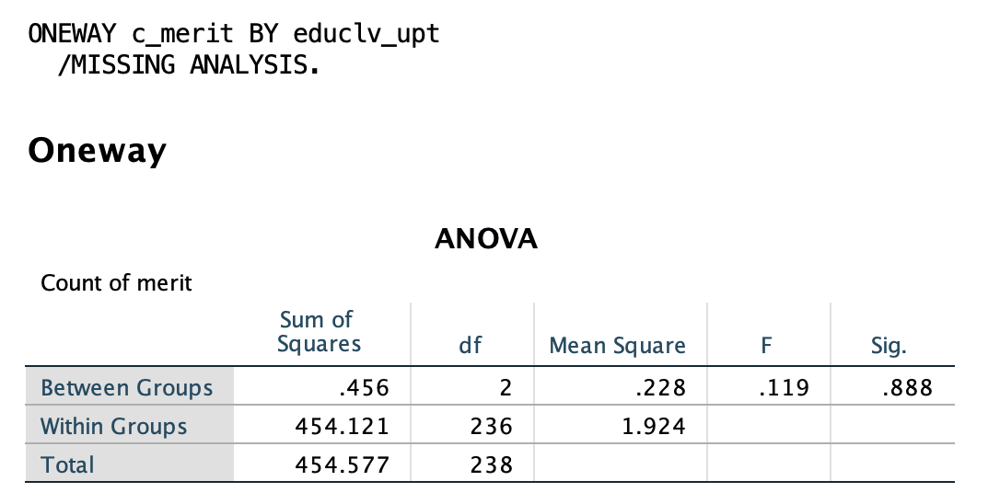 ONEWAY c_merit BY educlv_upt
/MISSING ANALYSIS.
Oneway
ANOVA
Count of merit
Sum of Squares df Mean Square F Sig.
Between Groups .456 2 .228 .119 .888
Within Groups 454.121 236 1.924
Total 454.577 238